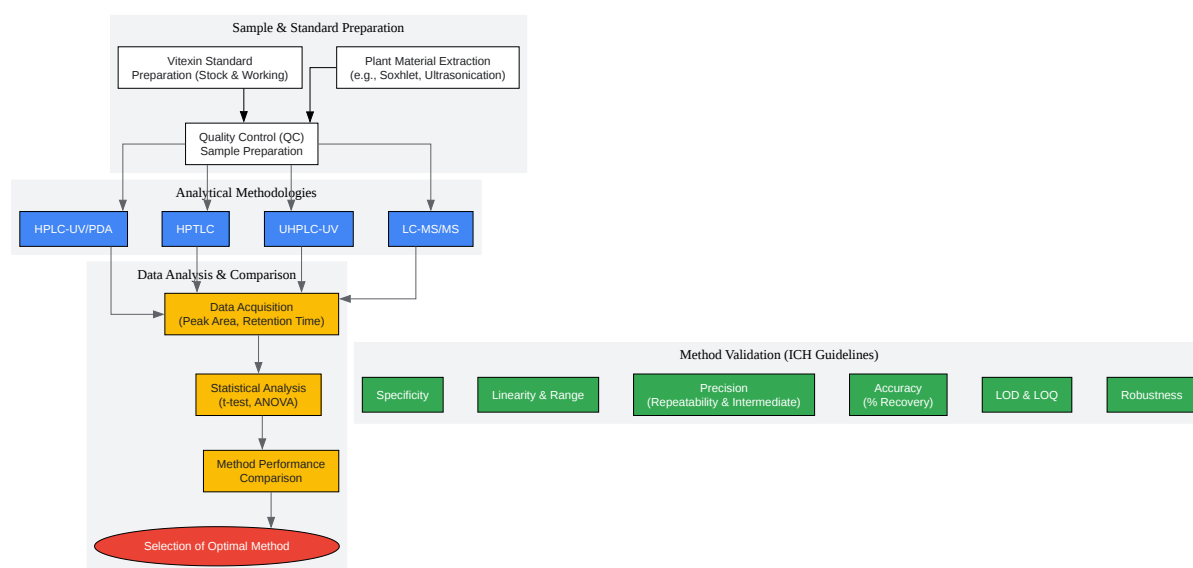 Sample & Standard Preparation
Vitexin Standard
Preparation (Stock & Working)
Plant Material Extraction
(e.g., Soxhlet, Ultrasonication)
Quality Control (QC)
Sample Preparation
Analytical Methodologies
HPLC-UV/PDA
HPTLC
UHPLC-UV
LC-MS/MS
Data Analysis & Comparison
Data Acquisition
(Peak Area, Retention Time)
Statistical Analysis
(t-test, ANOVA)
Method Performance
Comparison
Selection of Optimal Method
Method Validation (ICH Guidelines)
Specificity
Linearity & Range
Precision
(Repeatability & Intermediate)
Accuracy
(% Recovery)
LOD & LOQ
Robustness